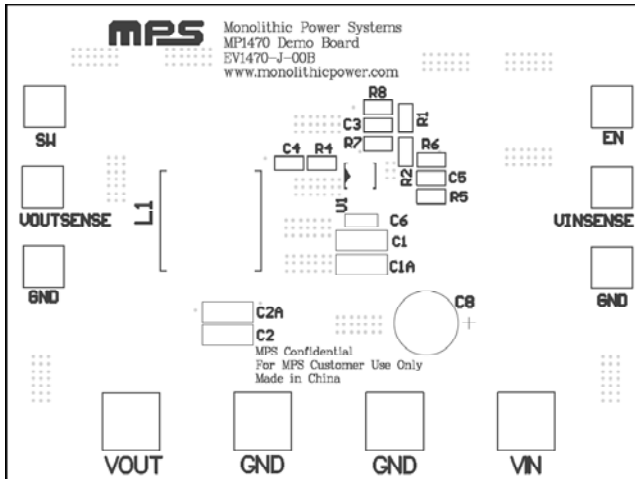 mps
Monolithic Power Systems
MP1470 Demo Board
EV1470-J-00B
www.monolithicpower.com
R8
C3
R7
R1
C4
R4
R2
R6
C5
R5
U1
L1
C6
C1
C1A
C2A
C2
C8
+
SW
VOUTSENSE
GND
EN
VINSENSE
GND
MPS Confidential
For MPS Customer Use Only
Made in China
VOUT
GND
GND
VIN